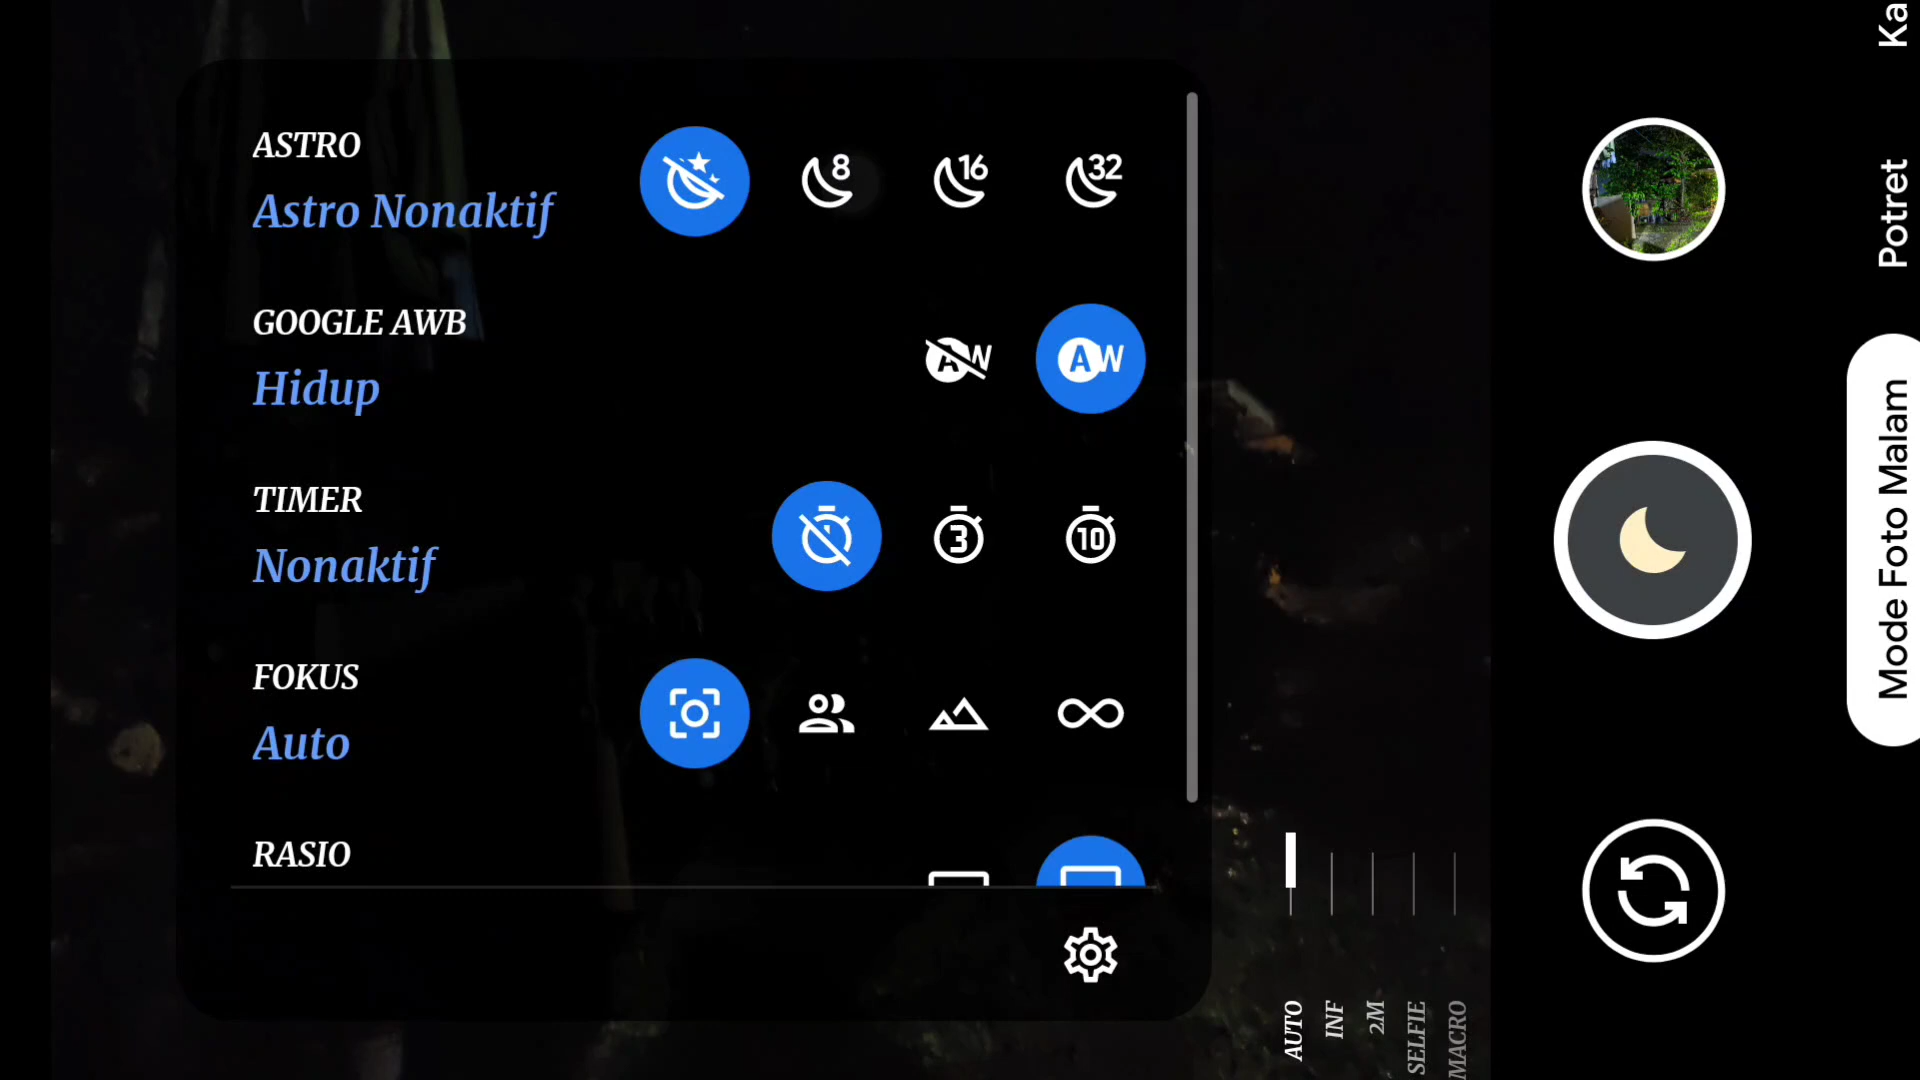 ASTRO
Astro Nonaktif
8
16
32
GOOGLE AWB
Hidup
AW
AW
TIMER
Nonaktif
3
10
FOKUS
Auto
RASIO
AUTO
INF
2M
SELFIE
MACRO
Ka
Potret
Mode Foto Malam